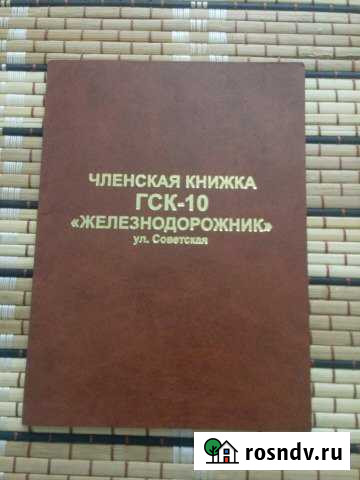 ЧЛЕНСКАЯ КНИЖКА
ГСК-10
«ЖЕЛЕЗНОДОРОЖНИК»
ул. Советская
rosndv.ru